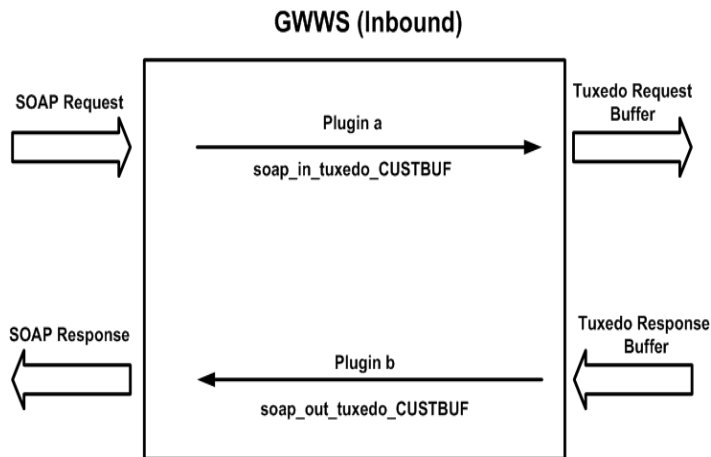 GWWS (Inbound)
SOAP Request
Plugin a
soap_in_tuxedo_CUSTBUF
Tuxedo Request
Buffer
SOAP Response
Plugin b
soap_out_tuxedo_CUSTBUF
Tuxedo Response
Buffer